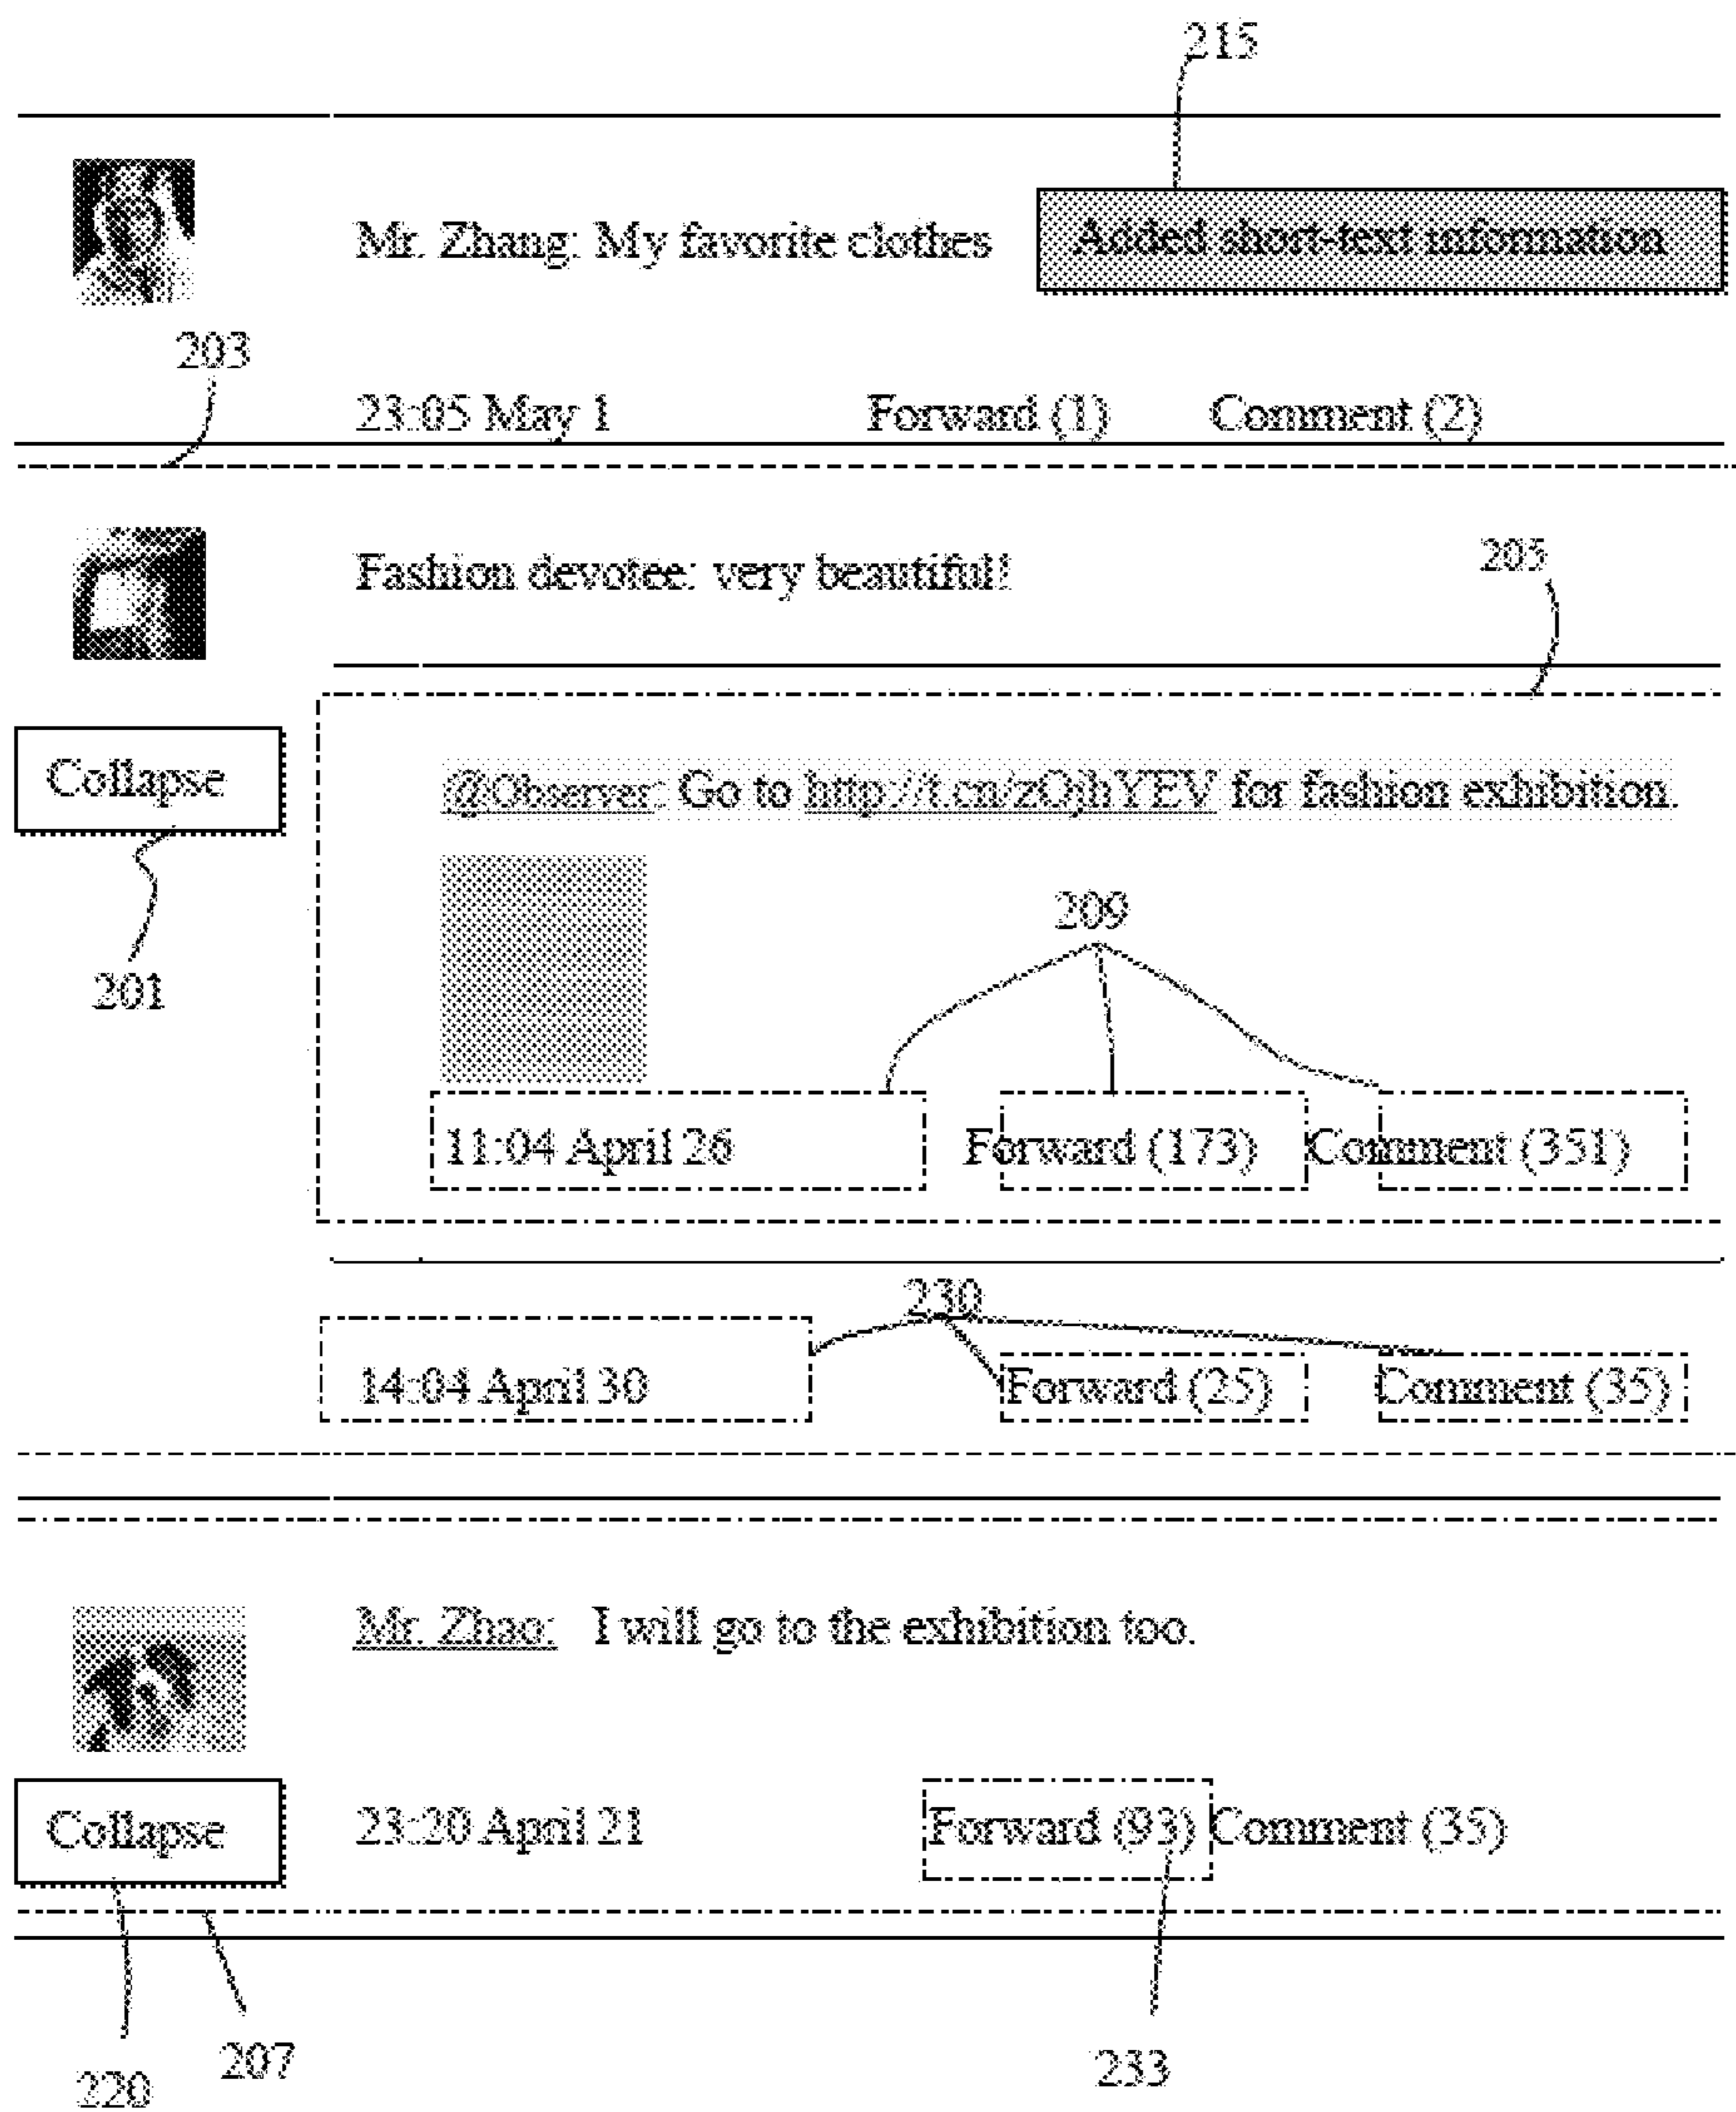 215
Mr. Zhang: My favorite clothes Added short-text information
203
23:05 May 1 Forward (1) Comment (2)
Fashion devotee: very beautiful!
205
Collapse
@Observer: Go to http://t.cn/zOjhYEV for fashion exhibition.
209
201
11:04 April 26 Forward (173) Comment (351)
230
14:04 April 30 Forward (25) Comment (35)
Mr. Zhao: I will go to the exhibition too.
Collapse 23:20 April 21 Forward (93) Comment (35)
220 207 233